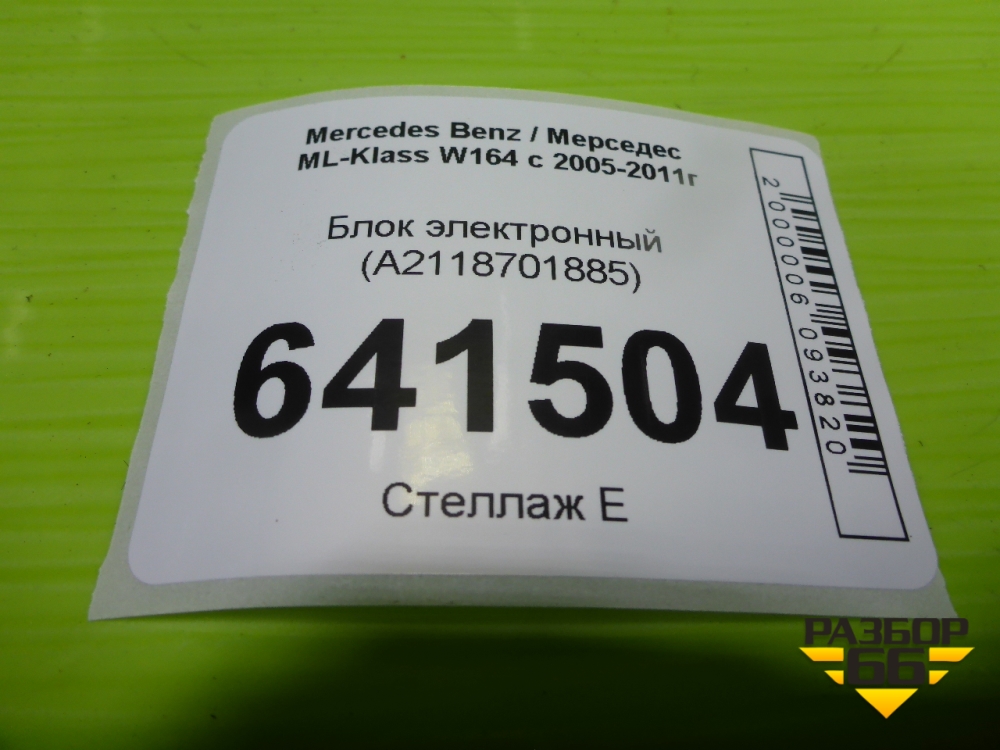 Mercedes Benz / Мерседес
ML-Klass W164 с 2005-2011г
Блок электронный
(A2118701885)
641504
Стеллаж Е
2000006093820
РАЗБОР
66